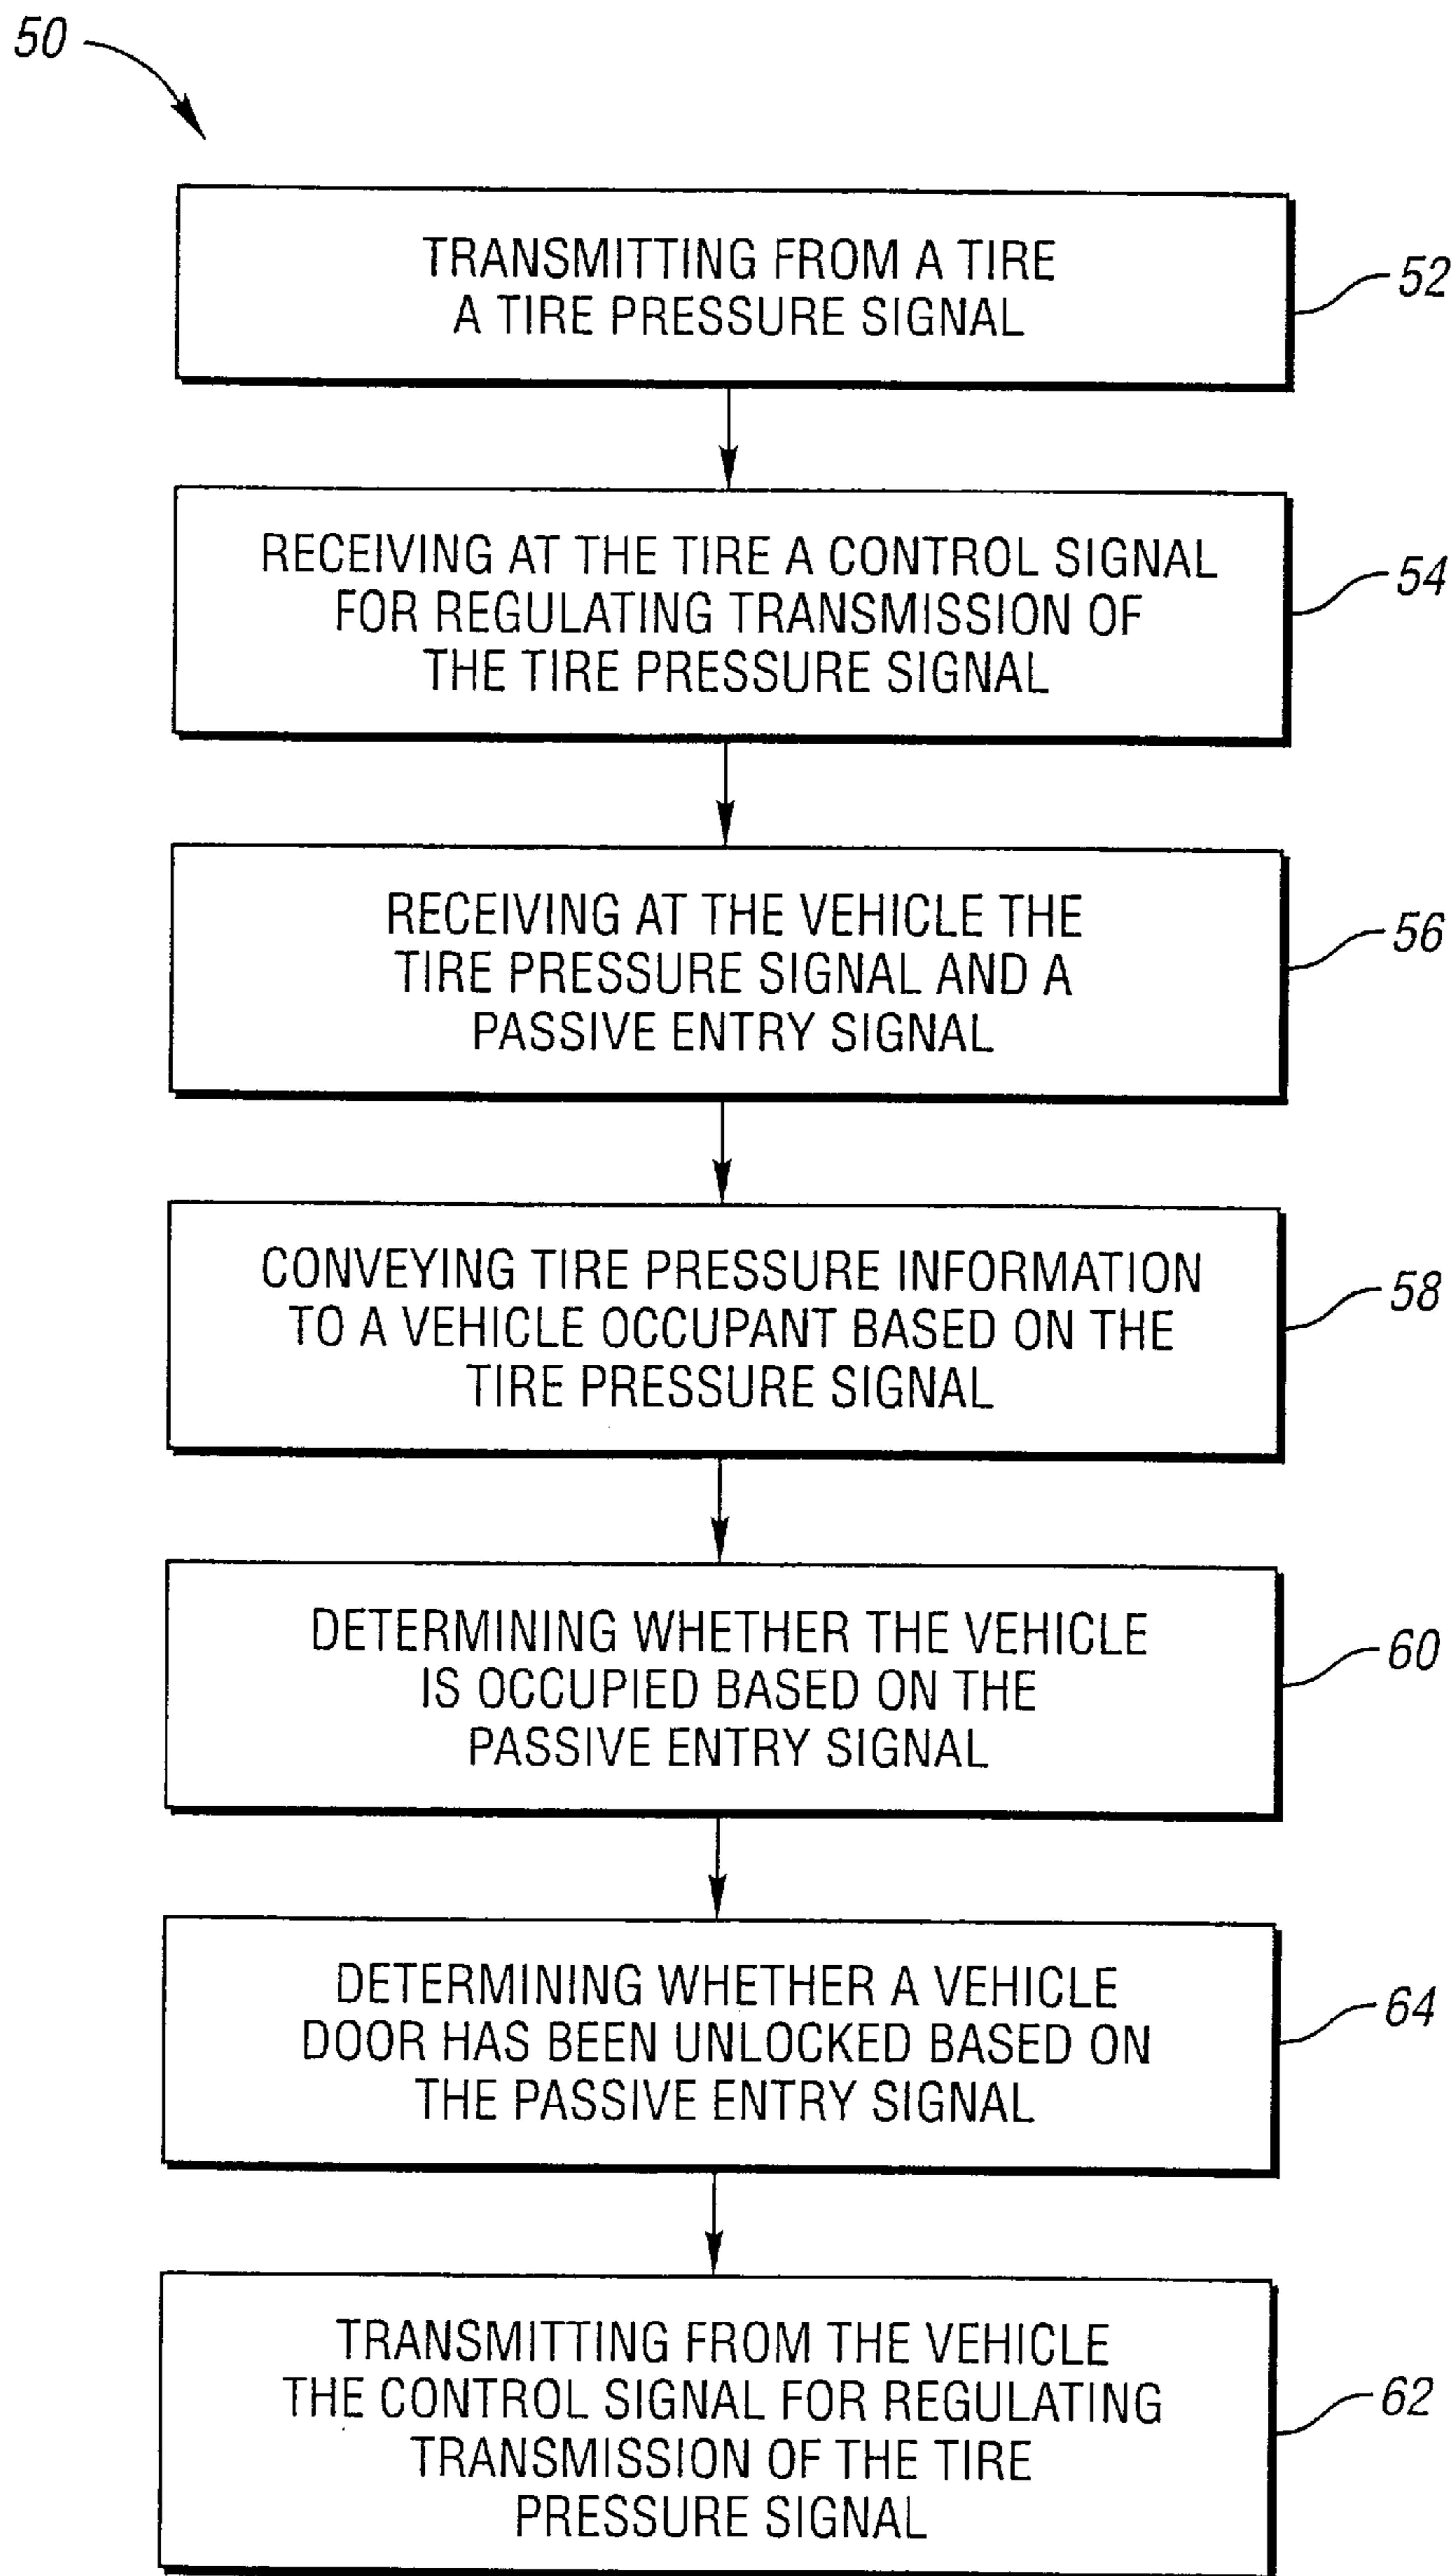 50
TRANSMITTING FROM A TIRE
A TIRE PRESSURE SIGNAL
52
RECEIVING AT THE TIRE A CONTROL SIGNAL
FOR REGULATING TRANSMISSION OF
THE TIRE PRESSURE SIGNAL
54
RECEIVING AT THE VEHICLE THE
TIRE PRESSURE SIGNAL AND A
PASSIVE ENTRY SIGNAL
56
CONVEYING TIRE PRESSURE INFORMATION
TO A VEHICLE OCCUPANT BASED ON THE
TIRE PRESSURE SIGNAL
58
DETERMINING WHETHER THE VEHICLE
IS OCCUPIED BASED ON THE
PASSIVE ENTRY SIGNAL
60
DETERMINING WHETHER A VEHICLE
DOOR HAS BEEN UNLOCKED BASED ON
THE PASSIVE ENTRY SIGNAL
64
TRANSMITTING FROM THE VEHICLE
THE CONTROL SIGNAL FOR REGULATING
TRANSMISSION OF THE TIRE
PRESSURE SIGNAL
62